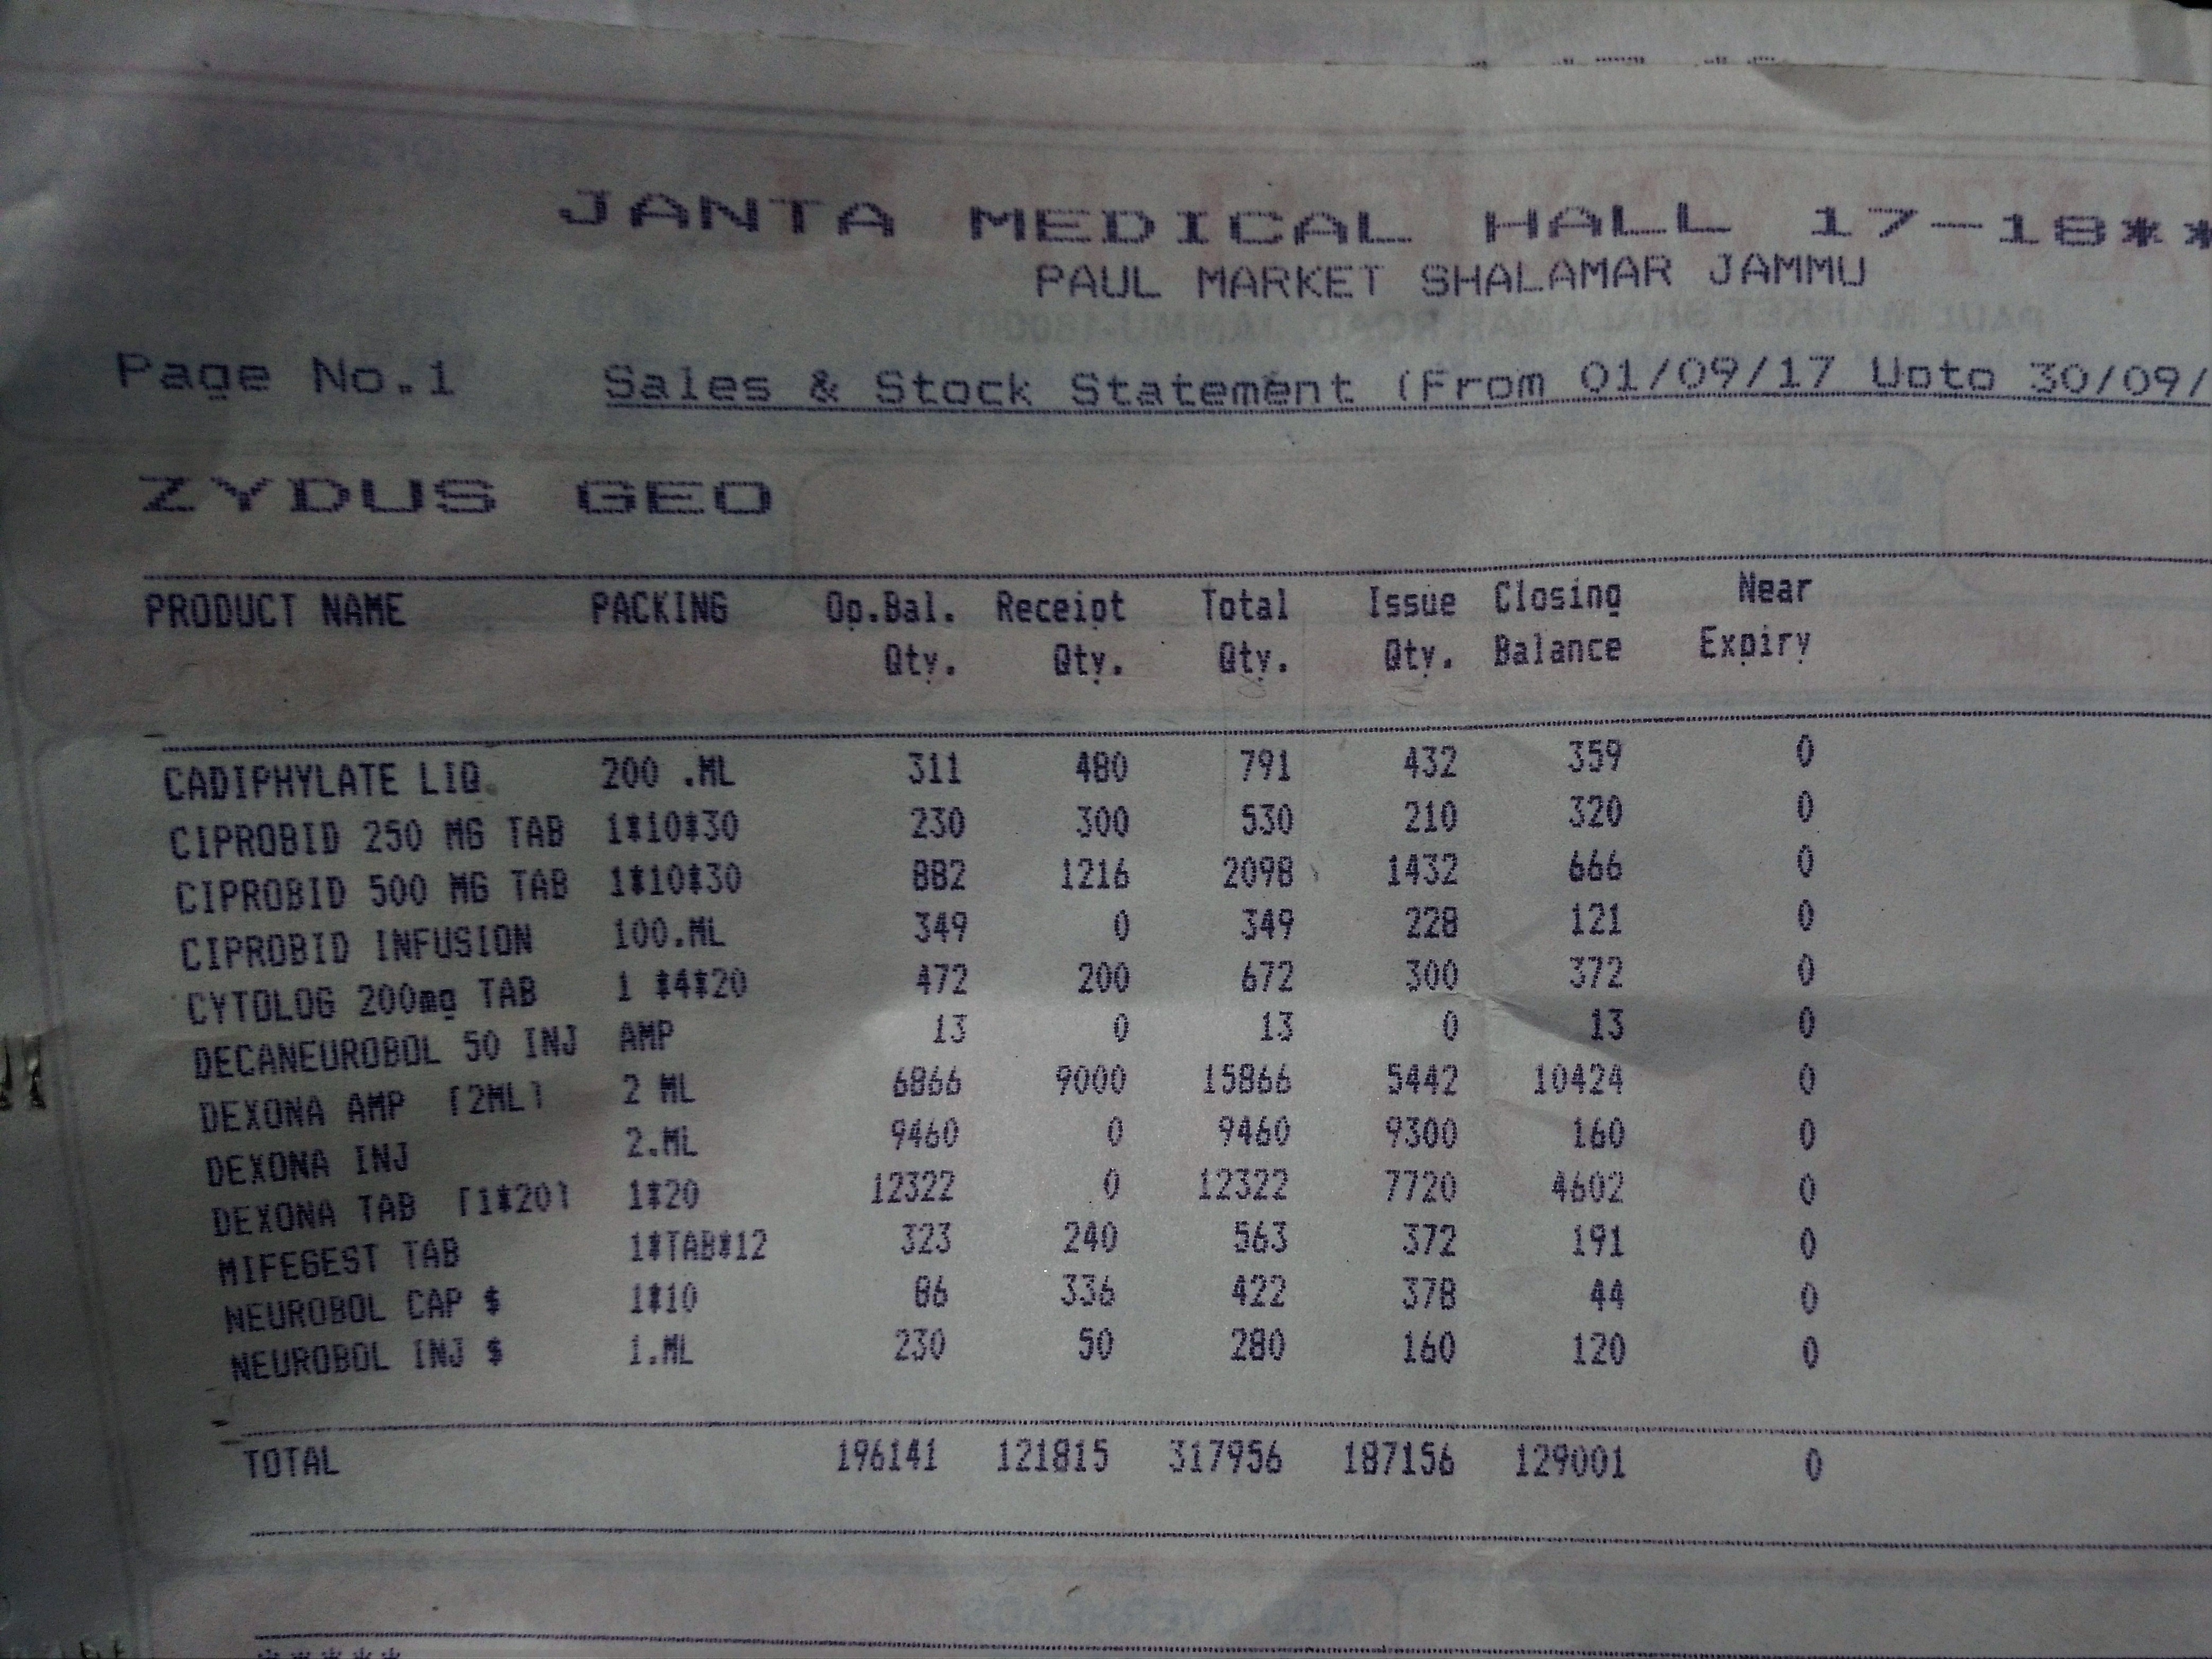 JANTA MEDICAL HALL 17-18**
PAUL MARKET SHALAMAR JAMMU
Page No.1 Sales & Stock Statement (From 01/09/17 Upto 30/09/
ZYDUS GEO
PRODUCT NAME PACKING Op.Bal. Receipt Total Issue Closing Near
Qty. Qty. Qty. Qty. Balance Expiry
CADIPHYLATE LIQ. 200 .ML 311 480 791 432 359 0
CIPROBID 250 MG TAB 1*10*30 230 300 530 210 320 0
CIPROBID 500 MG TAB 1*10*30 882 1216 2098 1432 666 0
CIPROBID INFUSION 100.ML 349 0 349 228 121 0
CYTOLOG 200mg TAB 1 *4*20 472 200 672 300 372 0
DECANEUROBOL 50 INJ AMP 13 0 13 0 13 0
DEXONA AMP [2ML] 2 ML 6866 9000 15866 5442 10424 0
DEXONA INJ 2.ML 9460 0 9460 9300 160 0
DEXONA TAB [1*20] 1*20 12322 0 12322 7720 4602 0
MIFEGEST TAB 1*TAB*12 323 240 563 372 191 0
NEUROBOL CAP $ 1*10 86 336 422 378 44 0
NEUROBOL INJ $ 1.ML 230 50 280 160 120 0
TOTAL 196141 121815 317956 187156 129001 0
*****